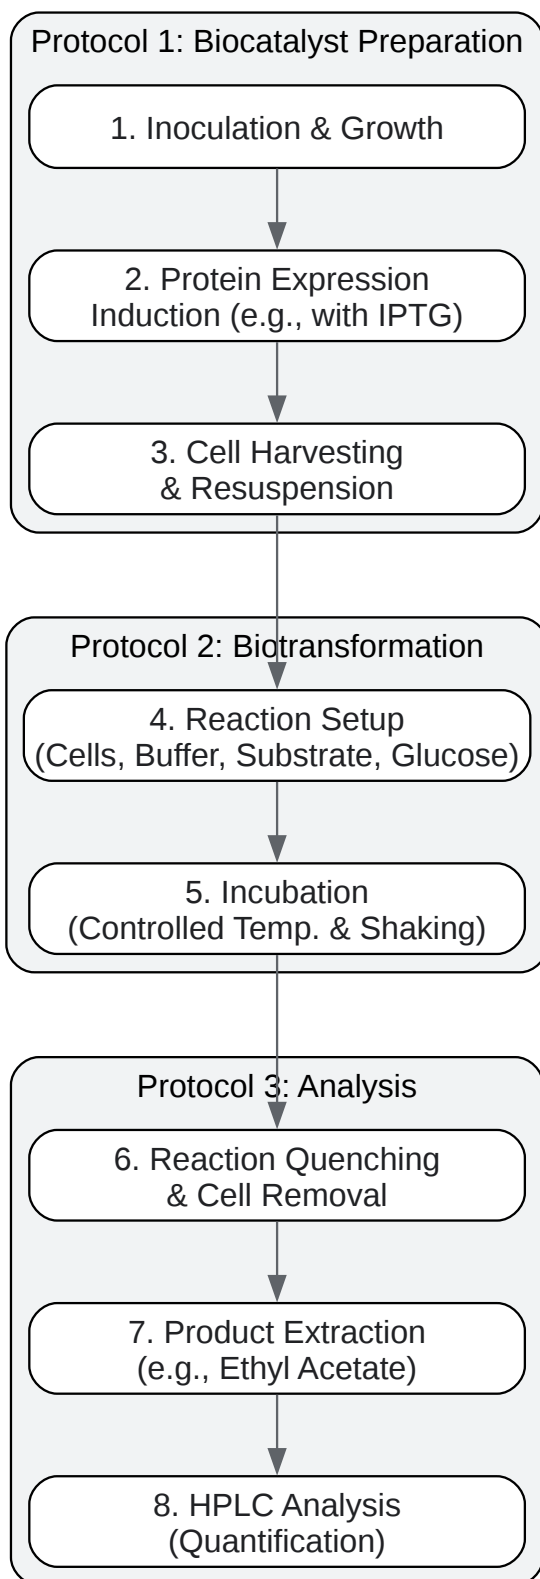 Protocol 1: Biocatalyst Preparation
1. Inoculation & Growth
2. Protein Expression
Induction (e.g., with IPTG)
3. Cell Harvesting
& Resuspension
Protocol 2: Biotransformation
4. Reaction Setup
(Cells, Buffer, Substrate, Glucose)
5. Incubation
(Controlled Temp. & Shaking)
Protocol 3: Analysis
6. Reaction Quenching
& Cell Removal
7. Product Extraction
(e.g., Ethyl Acetate)
8. HPLC Analysis
(Quantification)